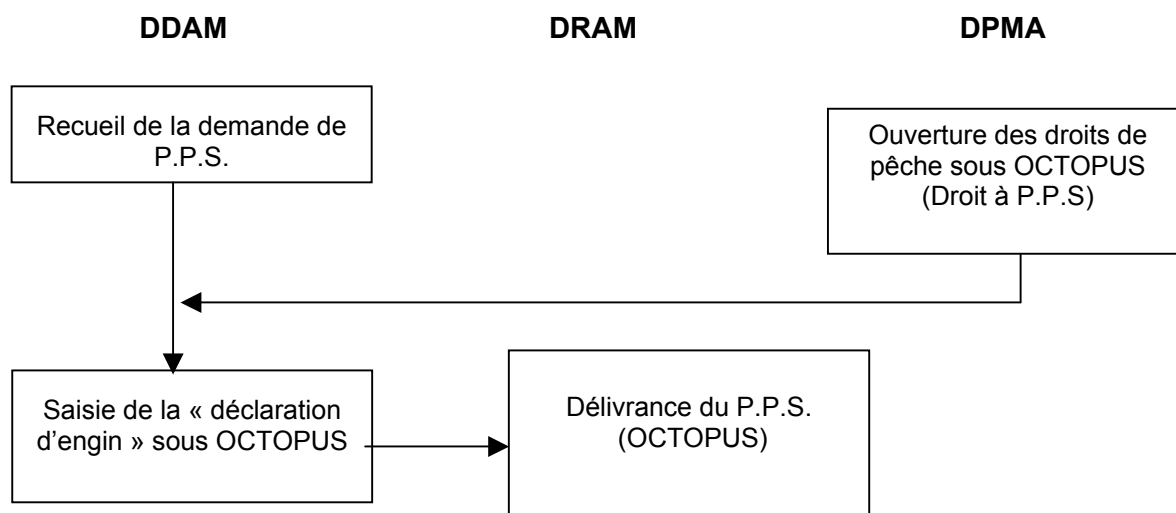 DDAM
DRAM
DPMA
Recueil de la demande de
P.P.S.
Ouverture des droits de
pêche sous OCTOPUS
(Droit à P.P.S)
Saisie de la « déclaration
d’engin » sous OCTOPUS
Délivrance du P.P.S.
(OCTOPUS)